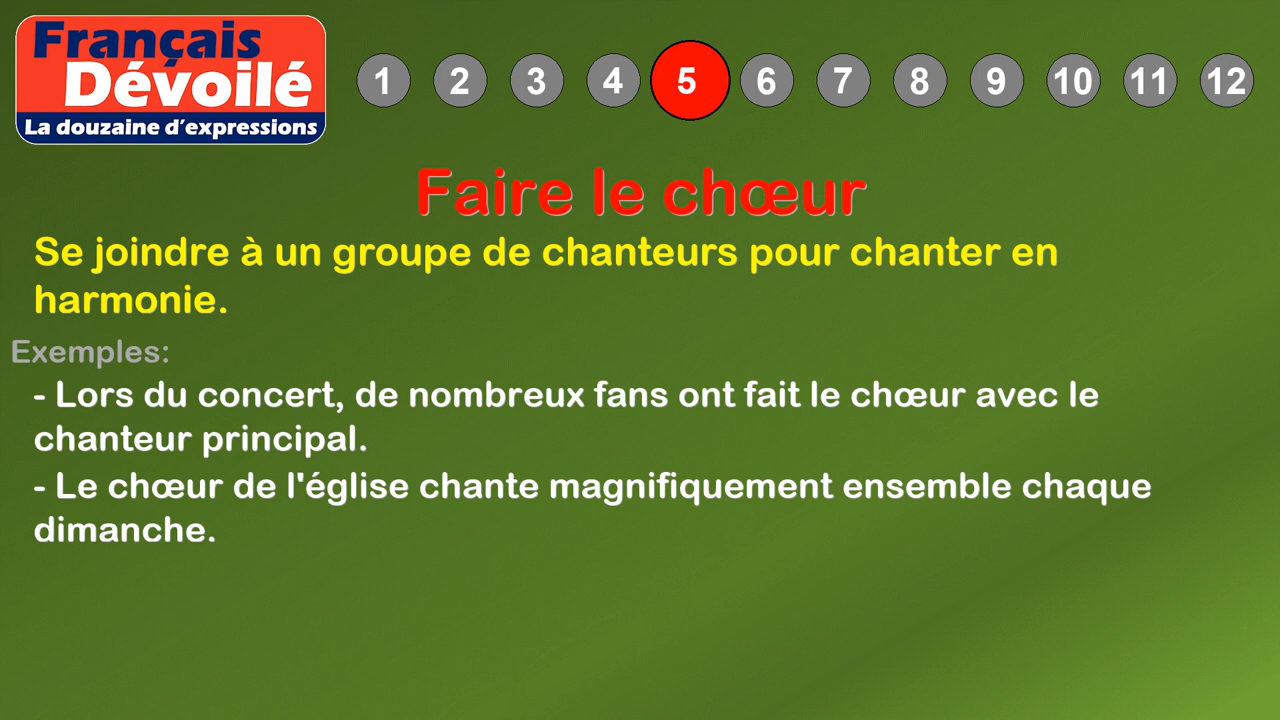 Français
Dévoilé
La douzaine d’expressions
1 2 3 4 5 6 7 8 9 10 11 12
Faire le chœur
Se joindre à un groupe de chanteurs pour chanter en
harmonie.
Exemples:
- Lors du concert, de nombreux fans ont fait le chœur avec le
chanteur principal.
- Le chœur de l'église chante magnifiquement ensemble chaque
dimanche.